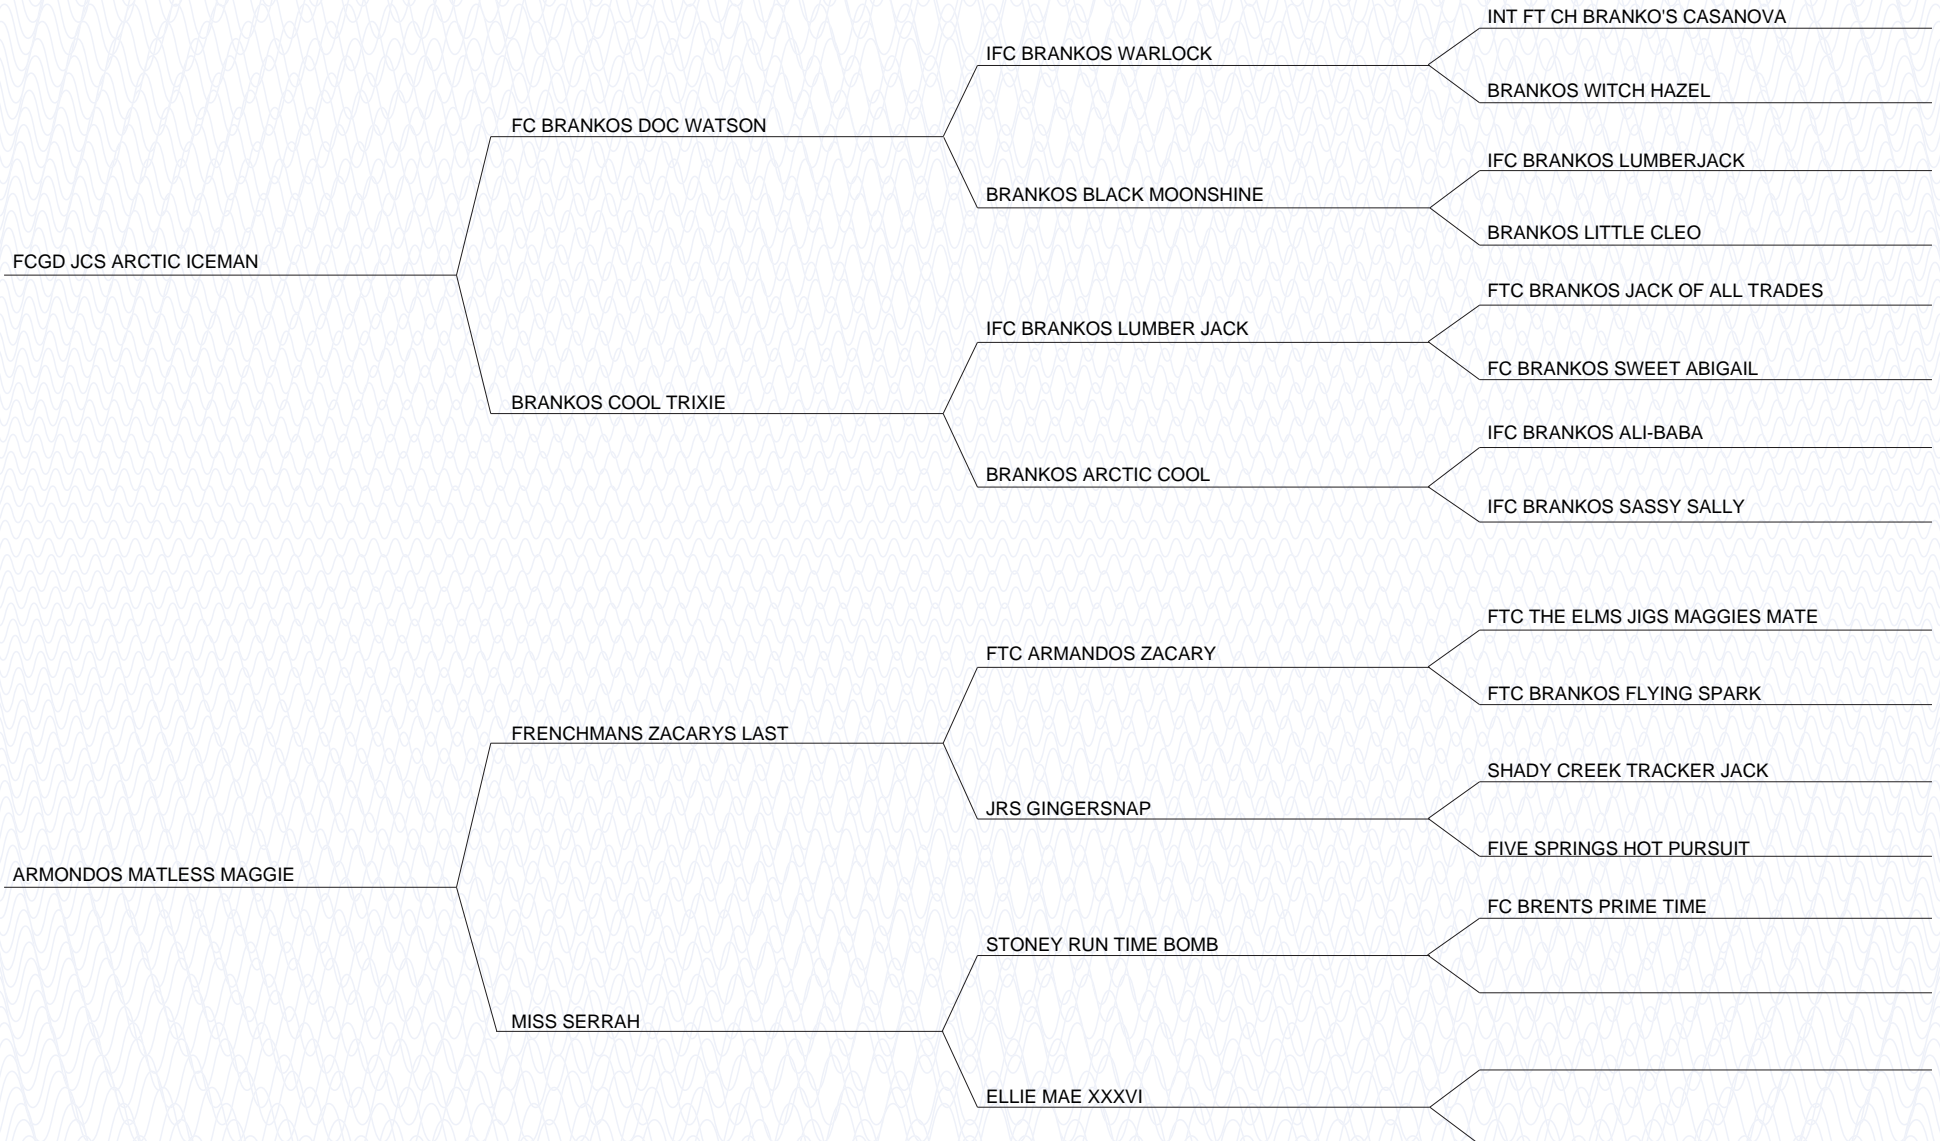 INT FT CH BRANKO'S CASANOVA
IFC BRANKOS WARLOCK
BRANKOS WITCH HAZEL
FC BRANKOS DOC WATSON
IFC BRANKOS LUMBERJACK
BRANKOS BLACK MOONSHINE
BRANKOS LITTLE CLEO
FCGD JCS ARCTIC ICEMAN
FTC BRANKOS JACK OF ALL TRADES
IFC BRANKOS LUMBER JACK
FC BRANKOS SWEET ABIGAIL
BRANKOS COOL TRIXIE
IFC BRANKOS ALI-BABA
BRANKOS ARCTIC COOL
IFC BRANKOS SASSY SALLY
FTC THE ELMS JIGS MAGGIES MATE
FTC ARMANDOS ZACARY
FTC BRANKOS FLYING SPARK
FRENCHMANS ZACARYS LAST
SHADY CREEK TRACKER JACK
JRS GINGERSNAP
FIVE SPRINGS HOT PURSUIT
ARMONDOS MATLESS MAGGIE
FC BRENTS PRIME TIME
STONEY RUN TIME BOMB
MISS SERRAH
ELLIE MAE XXXVI